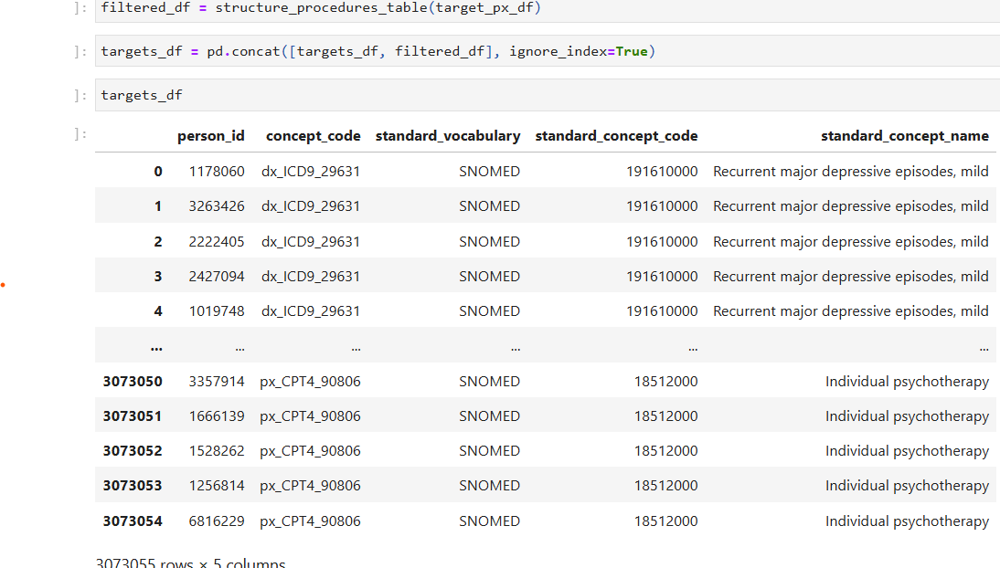 ]: filtered_df = structure_procedures_table(target_px_df)
]: targets_df = pd.concat([targets_df, filtered_df], ignore_index=True)
]: targets_df
]: person_id concept_code standard_vocabulary standard_concept_code standard_concept_name
0 1178060 dx_ICD9_29631 SNOMED 191610000 Recurrent major depressive episodes, mild
1 3263426 dx_ICD9_29631 SNOMED 191610000 Recurrent major depressive episodes, mild
2 2222405 dx_ICD9_29631 SNOMED 191610000 Recurrent major depressive episodes, mild
3 2427094 dx_ICD9_29631 SNOMED 191610000 Recurrent major depressive episodes, mild
4 1019748 dx_ICD9_29631 SNOMED 191610000 Recurrent major depressive episodes, mild
... ... ... ... ... ...
3073050 3357914 px_CPT4_90806 SNOMED 18512000 Individual psychotherapy
3073051 1666139 px_CPT4_90806 SNOMED 18512000 Individual psychotherapy
3073052 1528262 px_CPT4_90806 SNOMED 18512000 Individual psychotherapy
3073053 1256814 px_CPT4_90806 SNOMED 18512000 Individual psychotherapy
3073054 6816229 px_CPT4_90806 SNOMED 18512000 Individual psychotherapy
3073055 rows × 5 columns